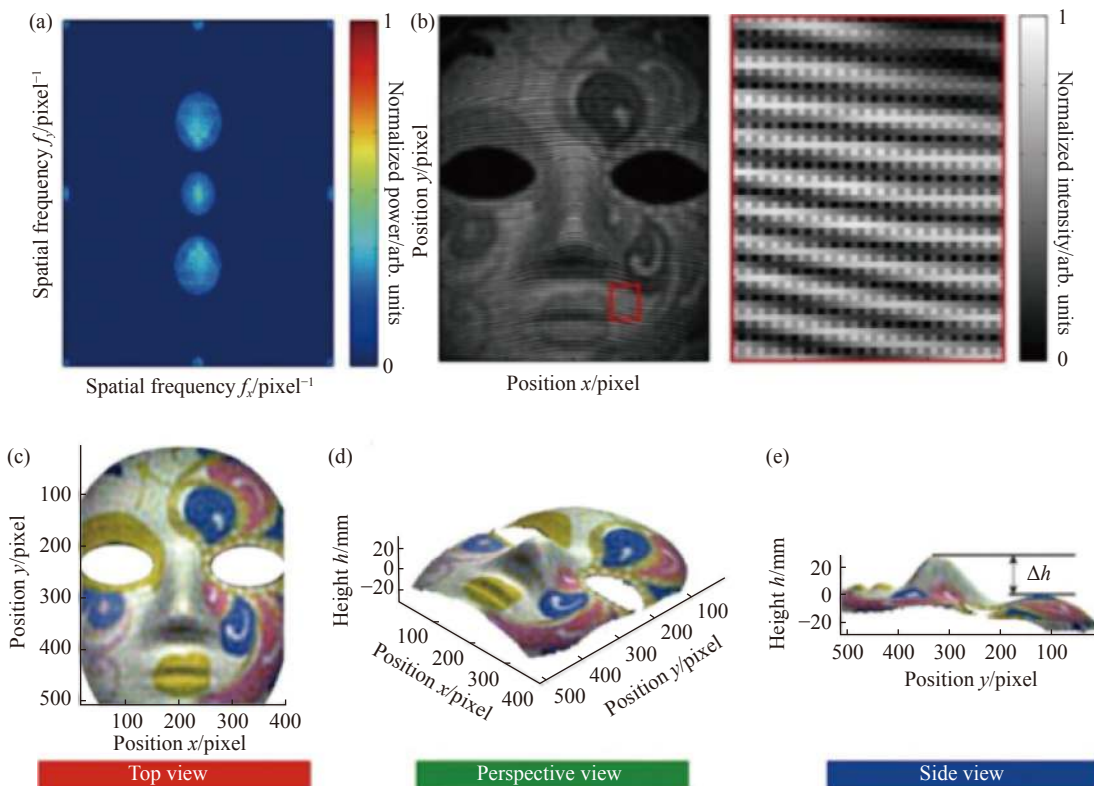 (a)
Spatial frequency fy/pixel⁻¹
Spatial frequency fx/pixel⁻¹
1
Normalized power/arb. units
0
(b)
Position y/pixel
Position x/pixel
1
Normalized intensity/arb. units
0
(c)
Position y/pixel
100
200
300
400
500
100 200 300 400
Position x/pixel
Top view
(d)
Height h/mm
20
0
−20
100
200
300
400
Position x/pixel
500
400
300
200
100
Position y/pixel
Perspective view
(e)
Height h/mm
20
0
−20
Δh
500 400 300 200 100
Position y/pixel
Side view